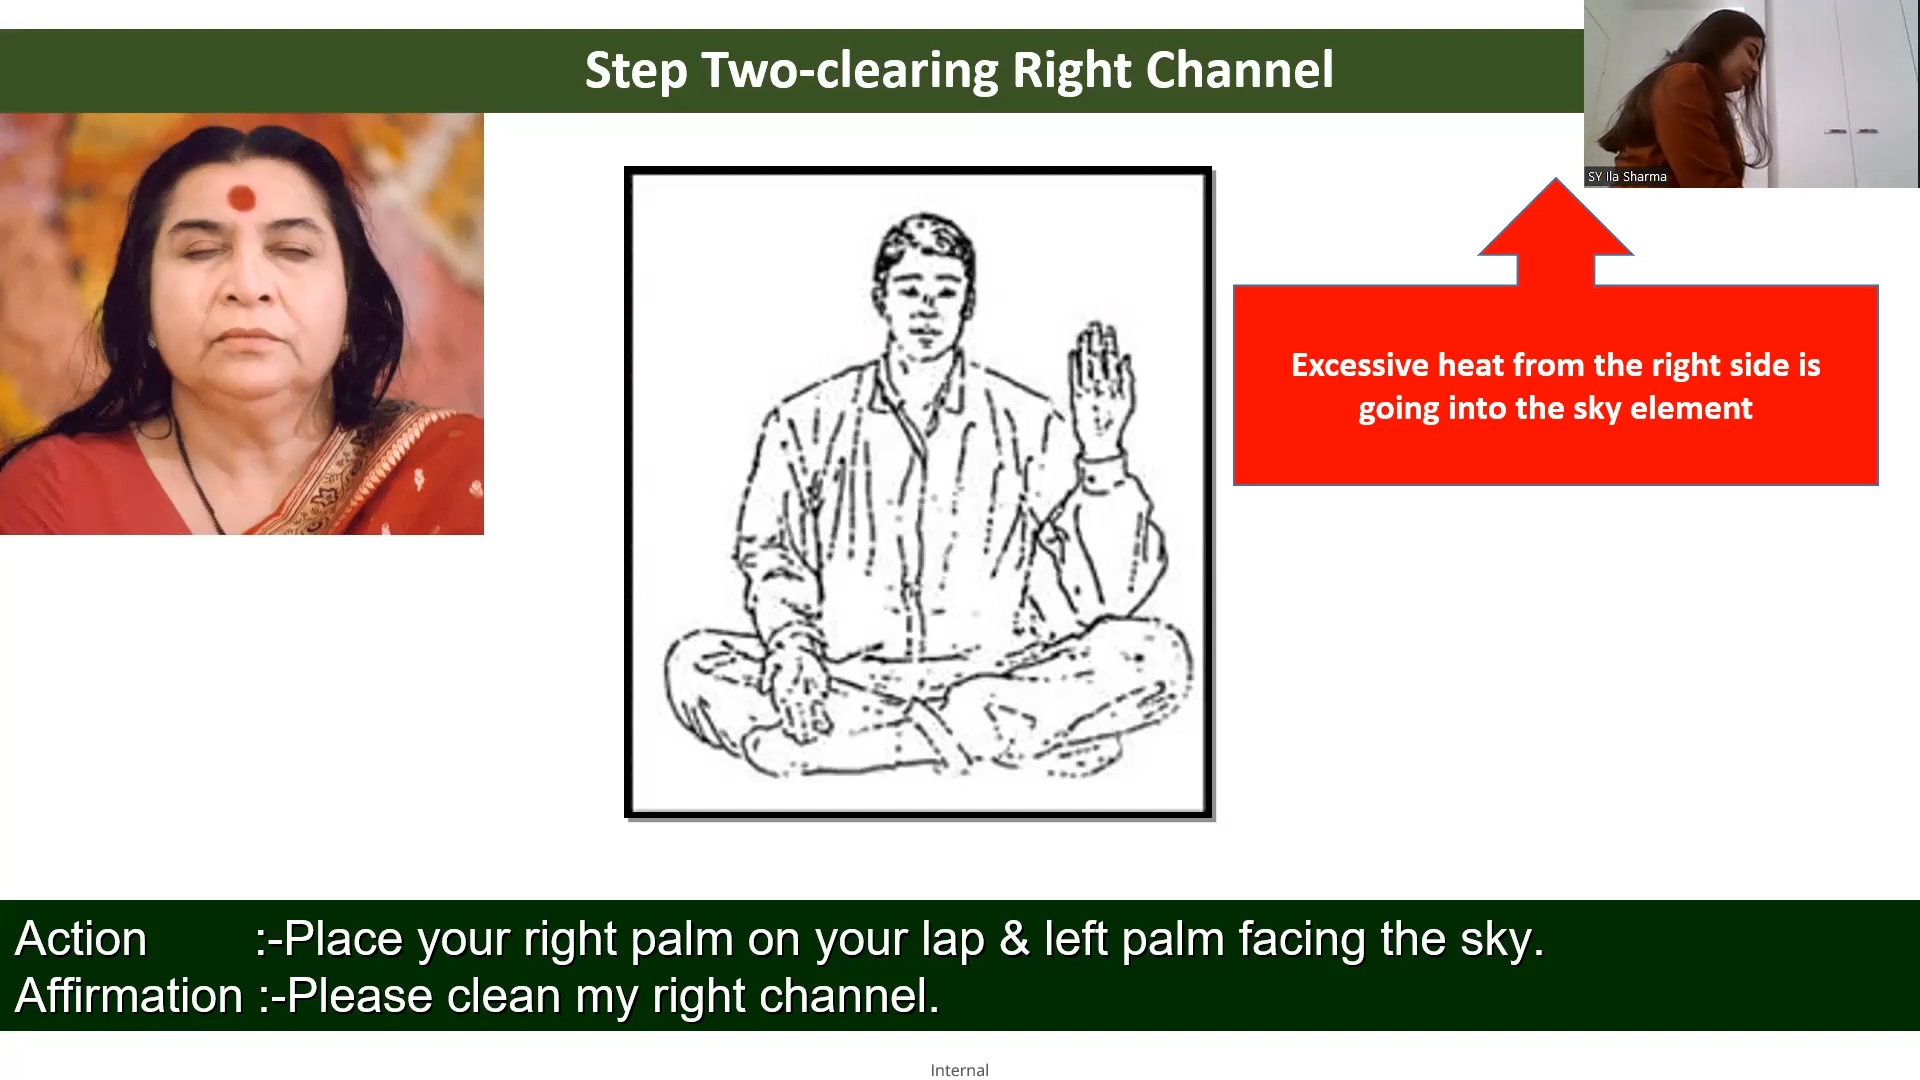 Step Two-clearing Right Channel
SY Ila Sharma
Excessive heat from the right side is
going into the sky element
Action :-Place your right palm on your lap & left palm facing the sky.
Affirmation :-Please clean my right channel.
Internal